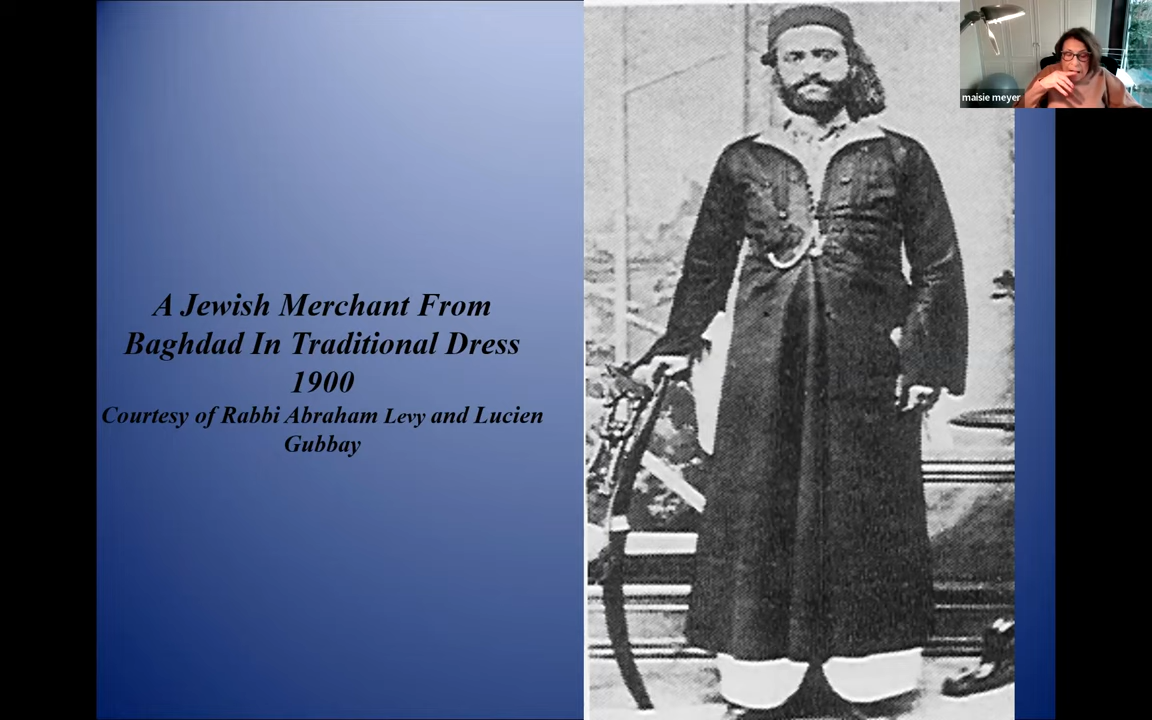 A Jewish Merchant From
Baghdad In Traditional Dress
1900
Courtesy of Rabbi Abraham Levy and Lucien
Gubbay
maisie meyer